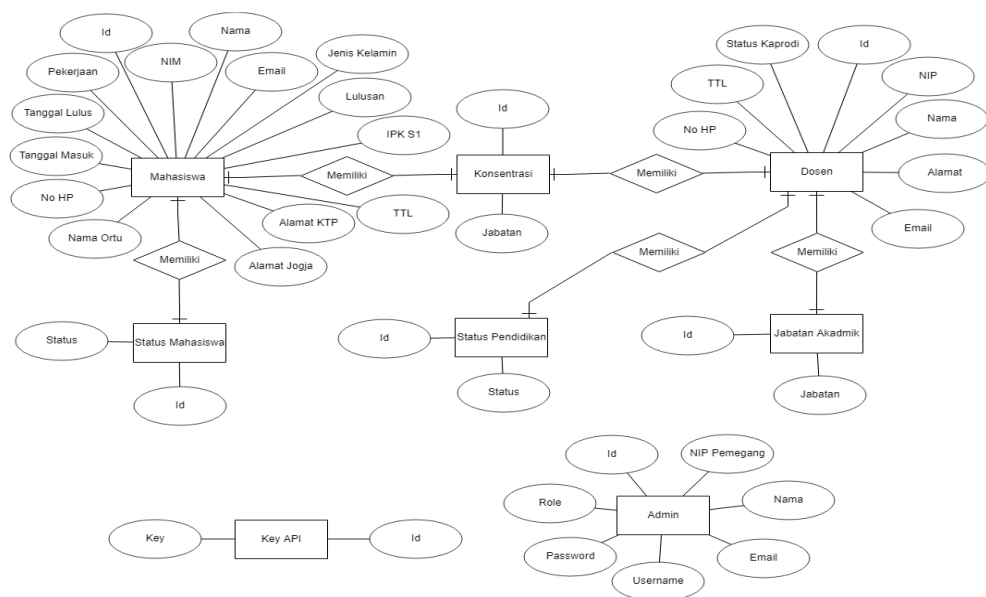 Id
Nama
Pekerjaan
NIM
Email
Jenis Kelamin
Tanggal Lulus
Lulusan
Tanggal Masuk
IPK S1
No HP
Mahasiswa
Memiliki
Nama Ortu
Alamat KTP
TTL
Alamat Jogja
Memiliki
Status
Status Mahasiswa
Id
Id
Konsentrasi
Jabatan
Memiliki
Status Kaprodi
Id
TTL
NIP
No HP
Nama
Dosen
Alamat
Email
Memiliki
Memiliki
Id
Status Pendidikan
Status
Id
Jabatan Akadmik
Jabatan
Key
Key API
Id
Id
NIP Pemegang
Role
Admin
Nama
Password
Email
Username